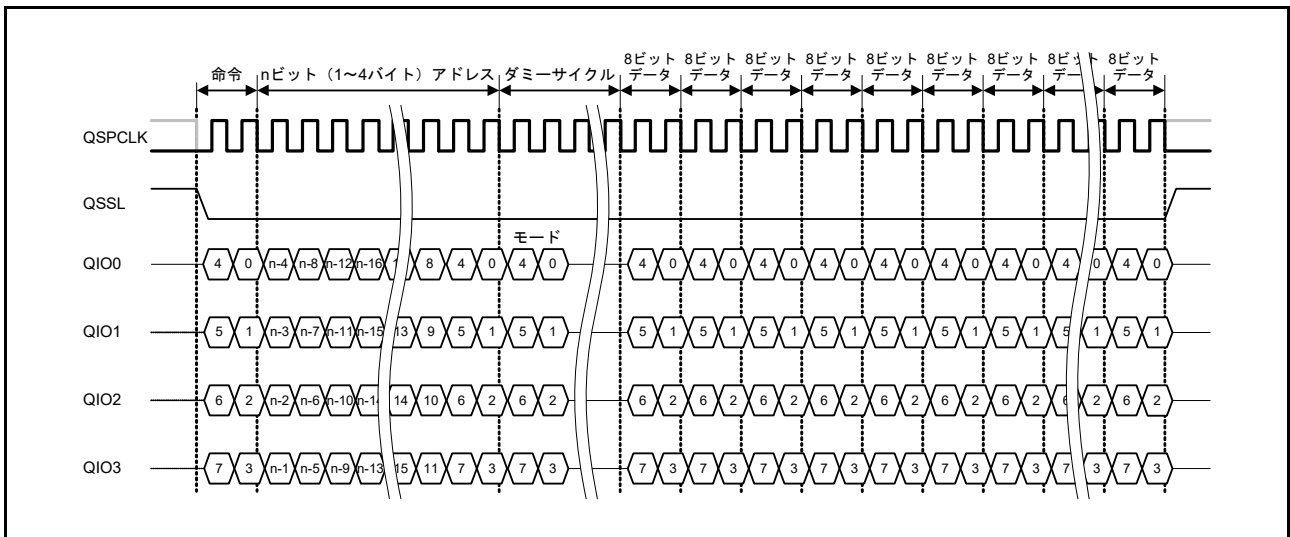 8ビット 8ビット 8ビット 8ビット 8ビット 8ビット 8ビット 8ビット
命令 nビット（1～4バイト）アドレス ダミーサイクル データ データ データ データ データ データ データ データ
QSPCLK
QSSL
モード
QIO0 4 0 n-4 n-8 n-12 n-16 8 4 0 4 0 4 0 4 0 4 0 4 0 4 0 4 0 4 0 4 0 4 0
QIO1 5 1 n-3 n-7 n-11 n-15 13 9 5 1 5 1 5 1 5 1 5 1 5 1 5 1 5 1 5 1 5 1 5 1
QIO2 6 2 n-2 n-6 n-10 n-14 14 10 6 2 6 2 6 2 6 2 6 2 6 2 6 2 6 2 6 2 6 2 6 2
QIO3 7 3 n-1 n-5 n-9 n-13 15 11 7 3 7 3 7 3 7 3 7 3 7 3 7 3 7 3 7 3 7 3 7 3